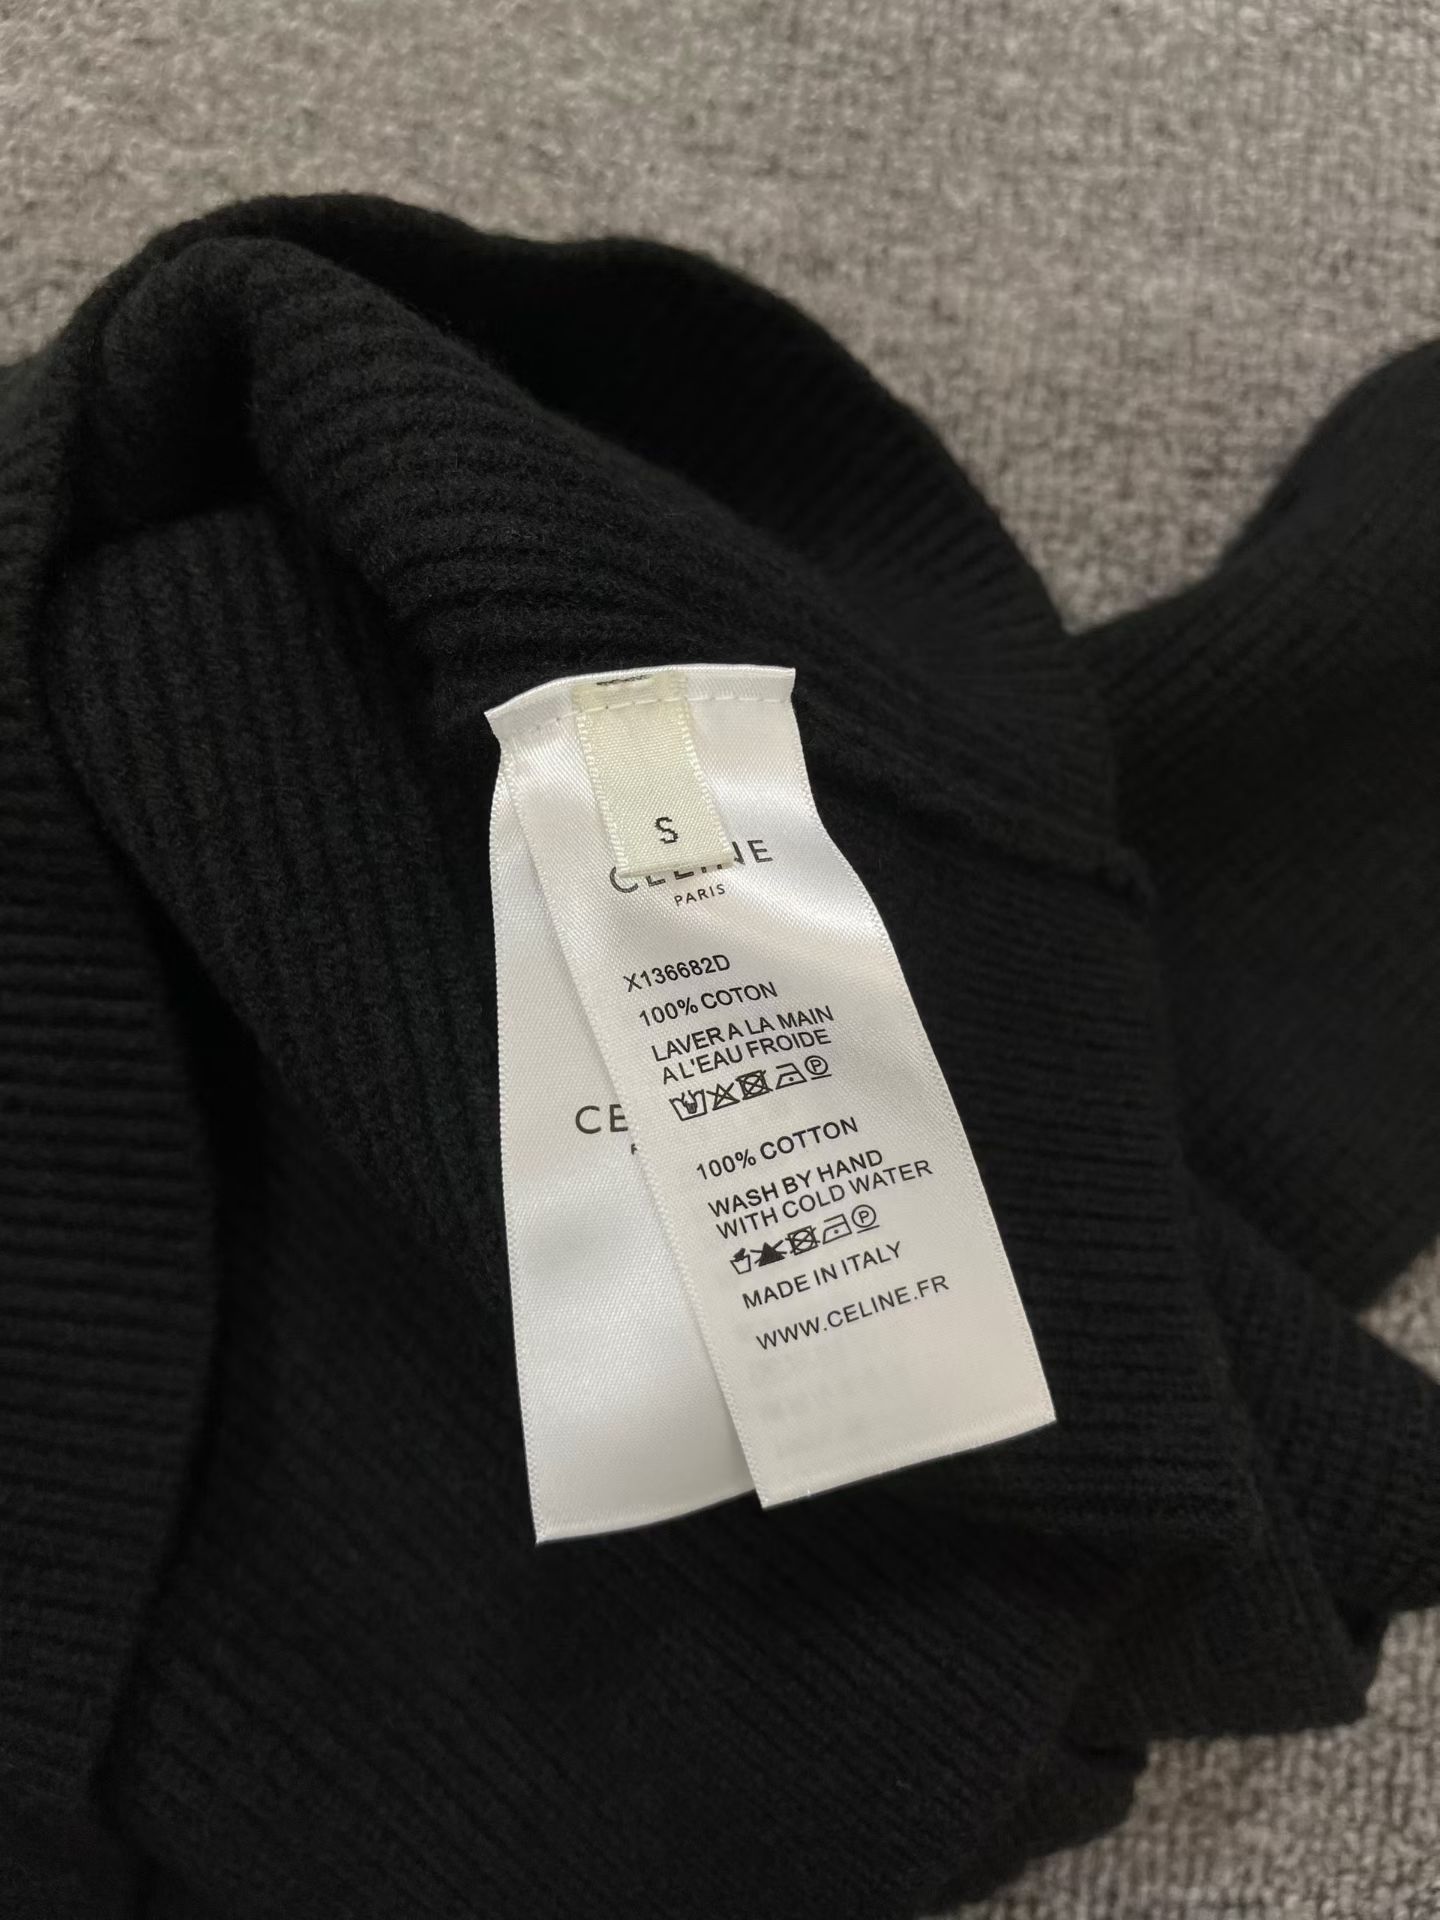 S
CELINE
PARIS
X136682D
100% COTON
LAVER A LA MAIN
A L'EAU FROIDE
CE
100% COTTON
WASH BY HAND
WITH COLD WATER
MADE IN ITALY
WWW.CELINE.FR